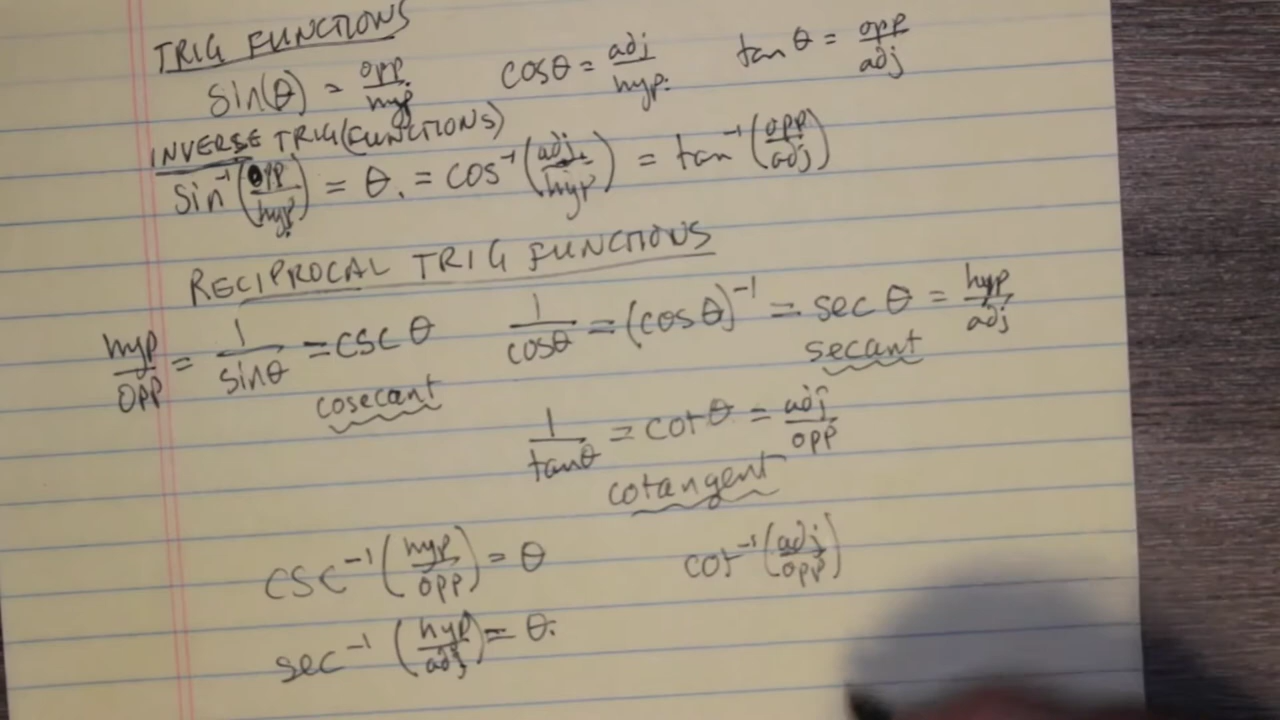 TRIG FUNCTIONS
sin(θ) = opp/hyp cosθ = adj/hyp. tan θ = opp/adj
INVERSE TRIG (FUNCTIONS)
sin⁻¹(opp/hyp) = θ. = cos⁻¹(adj/hyp) = tan⁻¹(opp/adj)
RECIPROCAL TRIG FUNCTIONS
hyp/opp = 1/sinθ = csc θ 1/cosθ = (cos θ)⁻¹ = sec θ = hyp/adj
cosecant secant
1/tanθ = cot θ = adj/opp
cotangent
csc⁻¹(hyp/opp) = θ cot⁻¹(adj/opp)
sec⁻¹(hyp/adj) = θ.